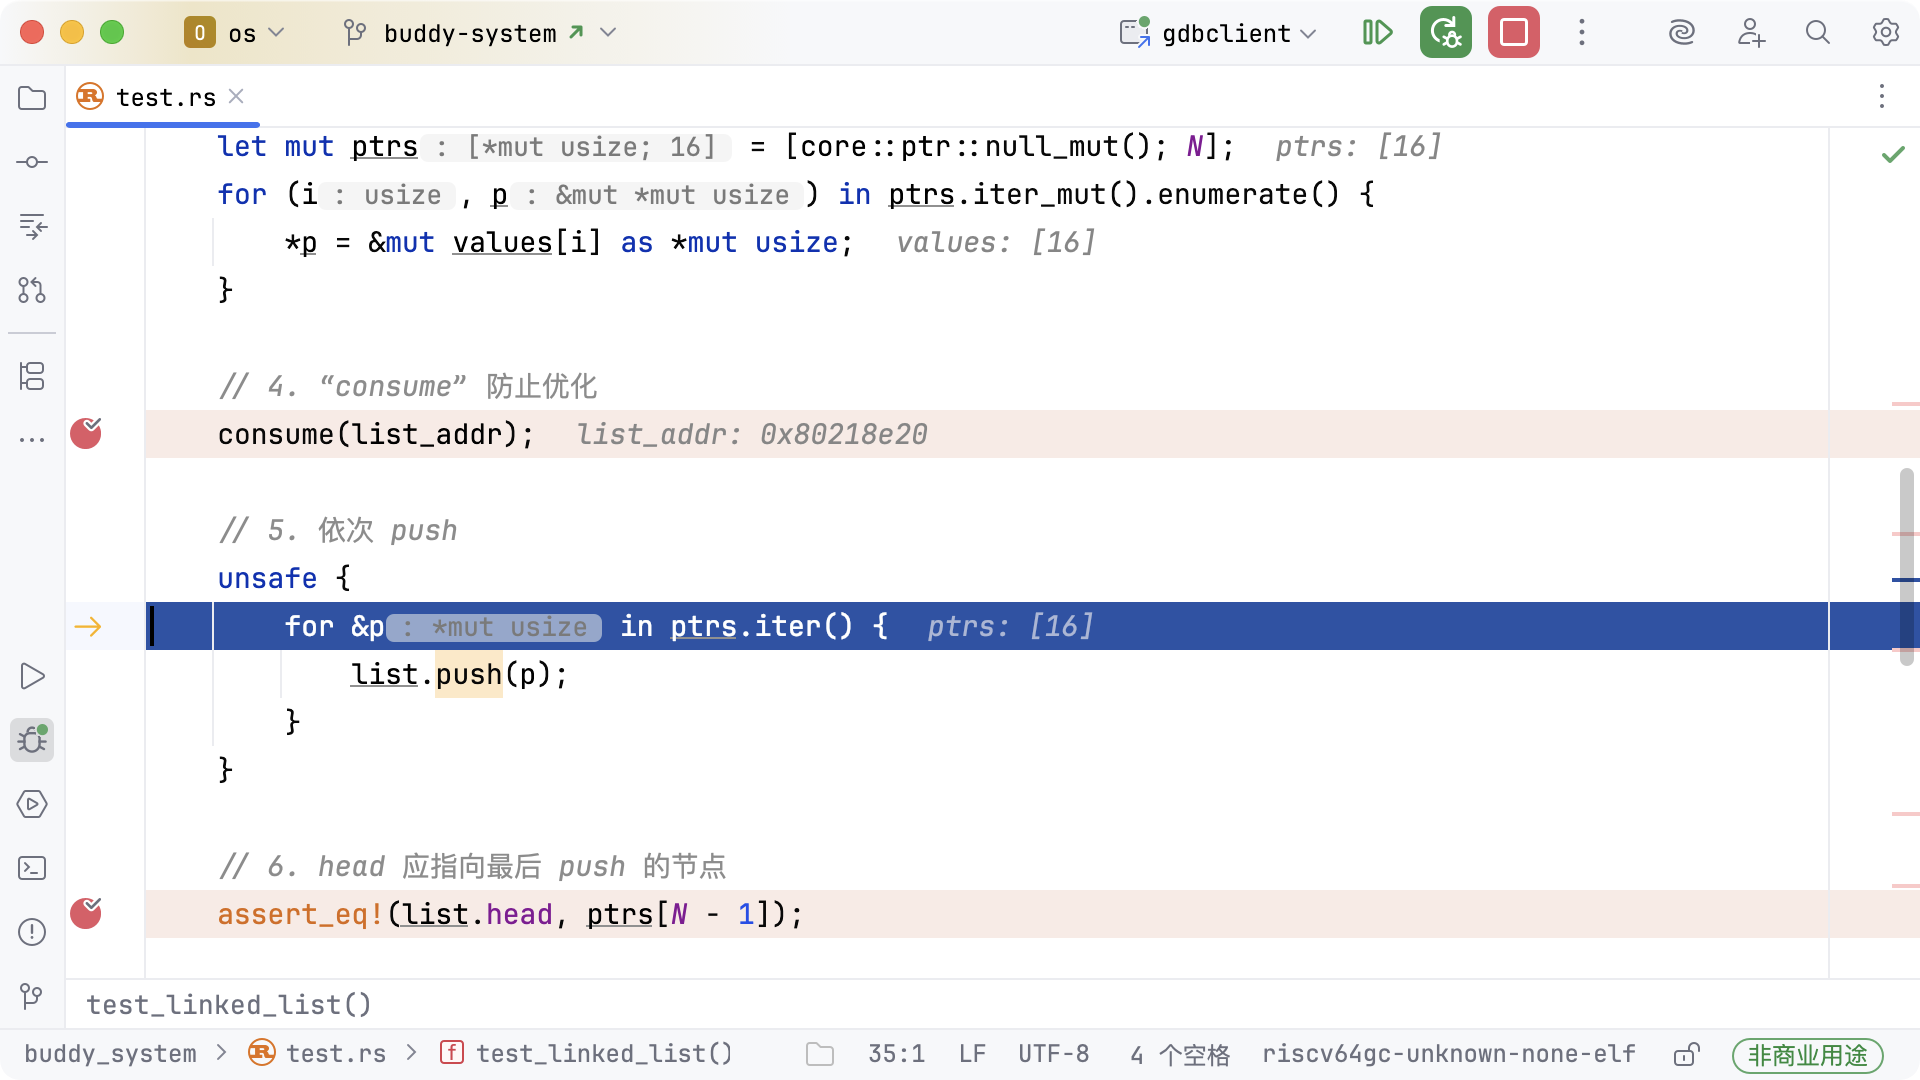 O os buddy-system gdbclient
test.rs
let mut ptrs : [*mut usize; 16] = [core::ptr::null_mut(); N]; ptrs: [16]
for (i : usize , p : &mut *mut usize ) in ptrs.iter_mut().enumerate() {
*p = &mut values[i] as *mut usize; values: [16]
}
// 4. “consume” 防止优化
consume(list_addr); list_addr: 0x80218e20
// 5. 依次 push
unsafe {
for &p : *mut usize in ptrs.iter() { ptrs: [16]
list.push(p);
}
}
// 6. head 应指向最后 push 的节点
assert_eq!(list.head, ptrs[N - 1]);
test_linked_list()
buddy_system > test.rs > f test_linked_list() 35:1 LF UTF-8 4 个空格 riscv64gc-unknown-none-elf 非商业用途